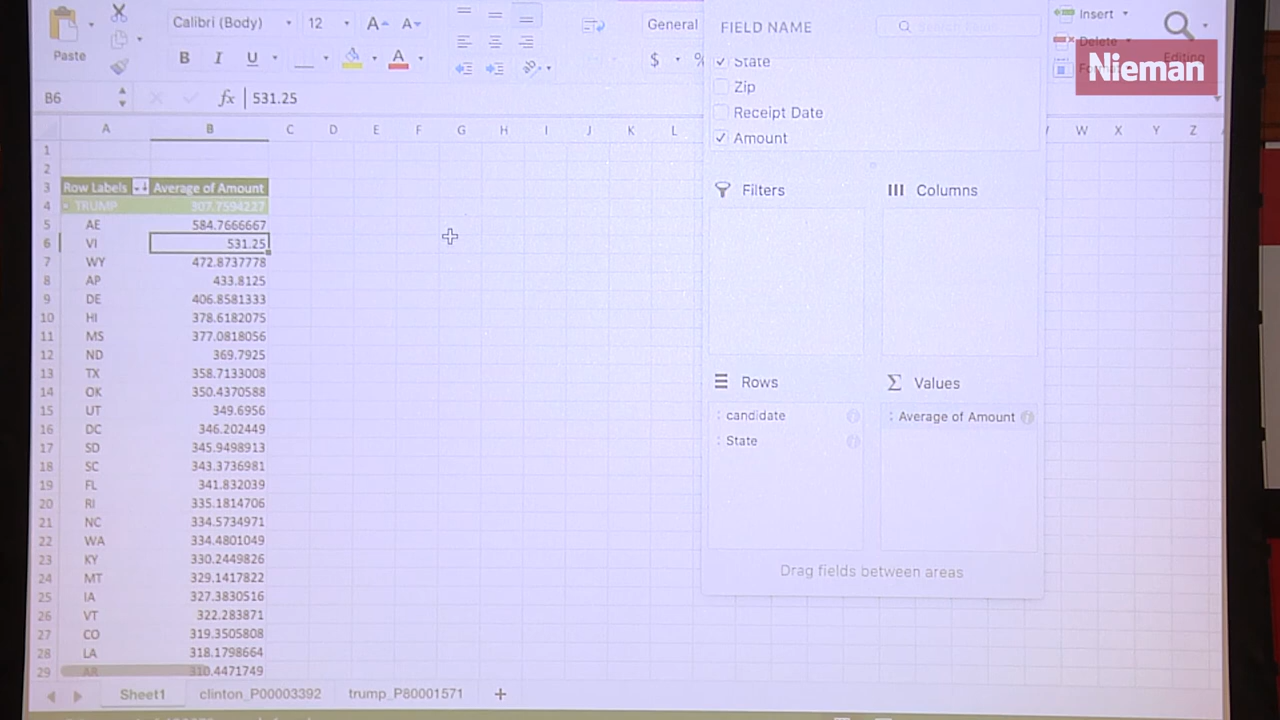 Calibri (Body) 12 A A General
Paste B I U A $ %
Insert
Delete
Editing
Nieman
B6 fx 531.25
A B C D E F G H I J K L W X Y Z
FIELD NAME
State
Zip
Receipt Date
Amount
Filters Columns
Rows Σ Values
candidate Average of Amount
State
Drag fields between areas
1
2
3 Row Labels Average of Amount
4 TRUMP 307.7594227
5 AE 584.7666667
6 VI 531.25
7 WY 472.8737778
8 AP 433.8125
9 DE 406.8581333
10 HI 378.6182075
11 MS 377.0818056
12 ND 369.7925
13 TX 358.7133008
14 OK 350.4370588
15 UT 349.6956
16 DC 346.202449
17 SD 345.9498913
18 SC 343.3736981
19 FL 341.832039
20 RI 335.1814706
21 NC 334.5734971
22 WA 334.4801049
23 KY 330.2449826
24 MT 329.1417822
25 IA 327.3830516
26 VT 322.283871
27 CO 319.3505808
28 LA 318.1798664
29 AR 310.4471749
Sheet1 clinton_P00003392 trump_P80001571 +